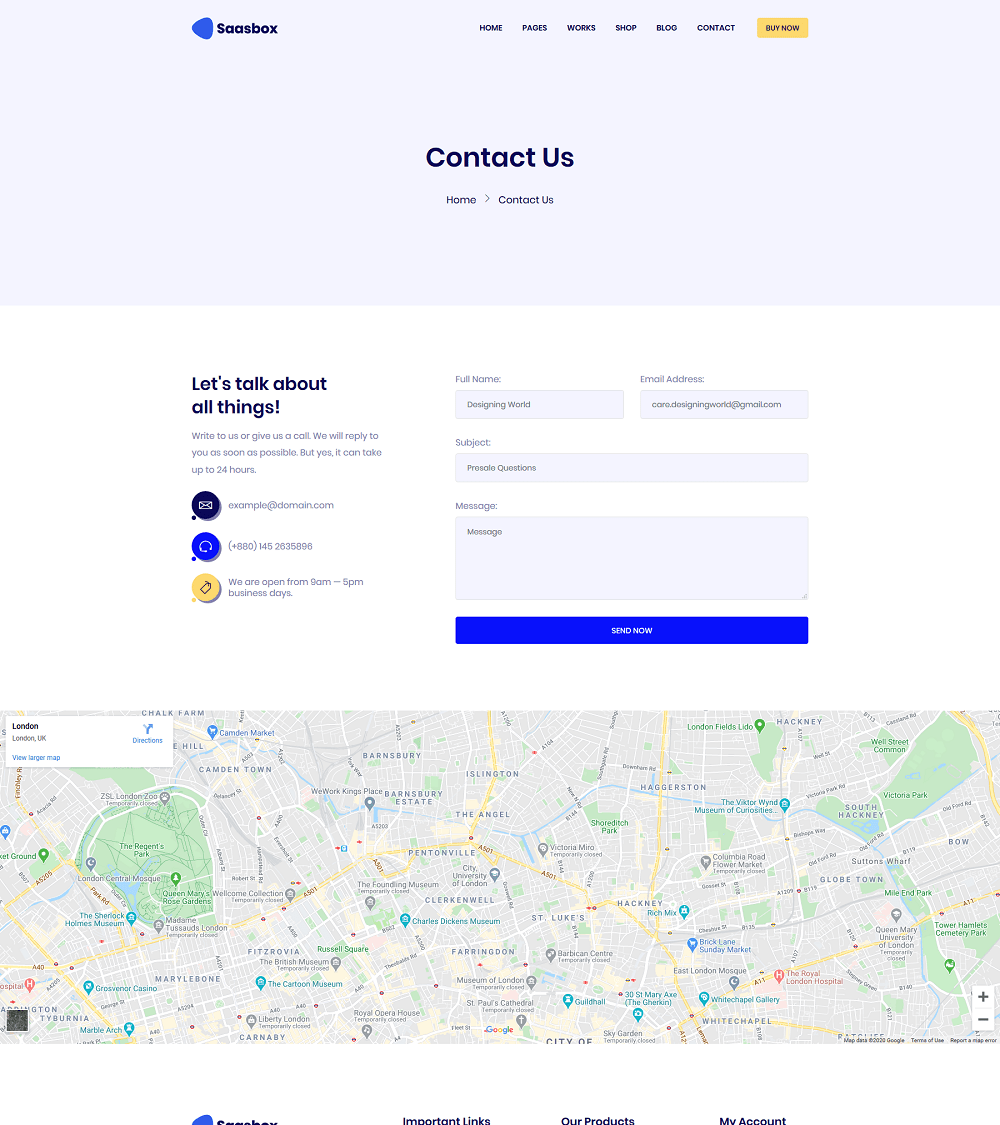 Saasbox
HOME PAGES WORKS SHOP BLOG CONTACT BUY NOW
Contact Us
Home Contact Us
Let's talk about
all things!
Write to us or give us a call. We will reply to
you as soon as possible. But yes, it can take
up to 24 hours.
example@domain.com
(+880) 145 2635896
We are open from 9am — 5pm
business days.
Full Name:
Designing World
Email Address:
care.designingworld@gmail.com
Subject:
Presale Questions
Message:
Message
SEND NOW
London
London, UK
Directions
View larger map
CHALK FARM
Camden Market
E HILL
CAMDEN TOWN
BARNSBURY
ISLINGTON
London Fields Lido
HACKNEY
Well Street
Common
Victoria Park
ZSL London Zoo
Temporarily closed
WeWork Kings Place
BARNSBURY
ESTATE
THE ANGEL
HAGGERSTON
The Viktor Wynd
Museum of Curiosities...
SOUTH
HACKNEY
Shoreditch
Park
BOW
The Regent's
Park
PENTONVILLE
Victoria Miro
Temporarily closed
Columbia Road
Flower Market
Temporarily closed
Suttons Wharf
GLOBE TOWN
Mile End Park
ket Ground
London Central Mosque
City,
University
of London
Queen Mary's
Rose Gardens
Wellcome Collection
Temporarily closed
The Foundling Museum
Temporarily closed
CLERKENWELL
HACKNEY
Rich Mix
The Sherlock
Holmes Museum
Madame
Tussauds London
Temporarily closed
Charles Dickens Museum
ST. LUKE'S
Brick Lane
Sunday Market
Queen Mary
University
of London
Temporarily closed
Tower Hamlets
Cemetery Park
FITZROVIA
Russell Square
The British Museum
Temporarily closed
FARRINGDON
Barbican Centre
Temporarily closed
East London Mosque
The Royal
London Hospital
ospital
Grosvenor Casino
MARYLEBONE
The Cartoon Museum
Museum of London
Temporarily closed
30 St Mary Axe
(The Gherkin)
Whitechapel Gallery
St. Paul's Cathedral
Temporarily closed
Guildhall
TYBURNIA
Marble Arch
Liberty London
Temporarily closed
Royal Opera House
Temporarily closed
CARNABY
Fleet St
Google
CITY OF
Sky Garden
Temporarily closed
WHITECHAPEL
Map data ©2020 Google Terms of Use Report a map error
Saasbox
Important Links
Our Products
My Account